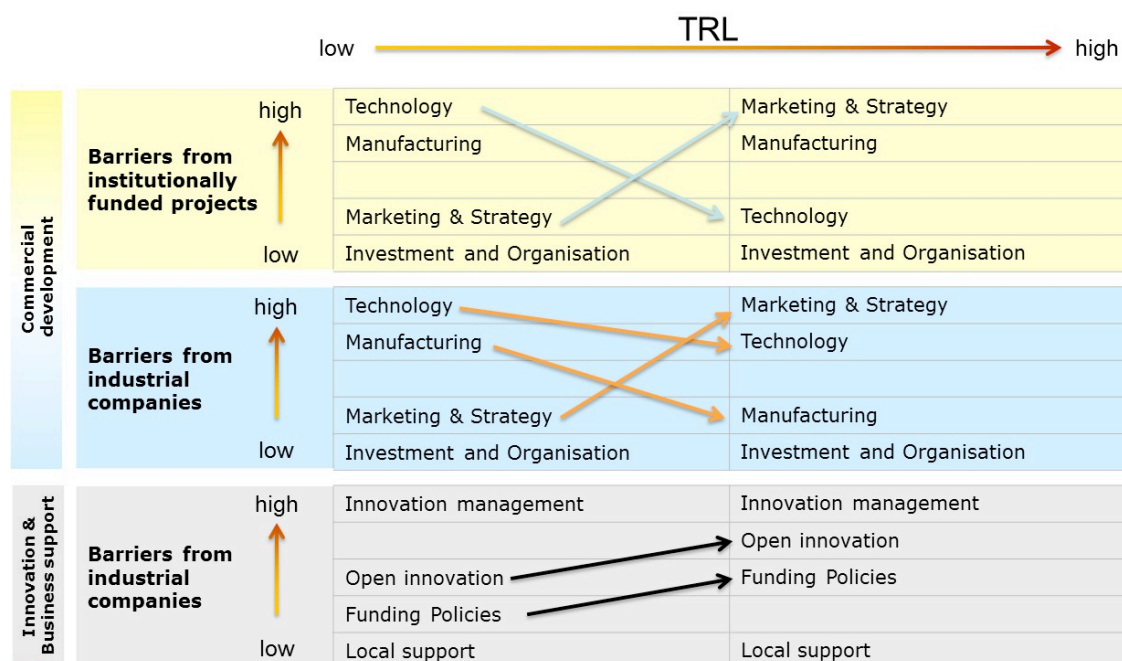 TRL
low
high
Commercial
development
Barriers from
institutionally
funded projects
high
low
Technology
Marketing & Strategy
Manufacturing
Manufacturing
Marketing & Strategy
Technology
Investment and Organisation
Investment and Organisation
Barriers from
industrial
companies
high
low
Technology
Marketing & Strategy
Manufacturing
Technology
Marketing & Strategy
Manufacturing
Investment and Organisation
Investment and Organisation
Innovation &
Business support
Barriers from
industrial
companies
high
low
Innovation management
Innovation management
Open innovation
Open innovation
Funding Policies
Funding Policies
Local support
Local support